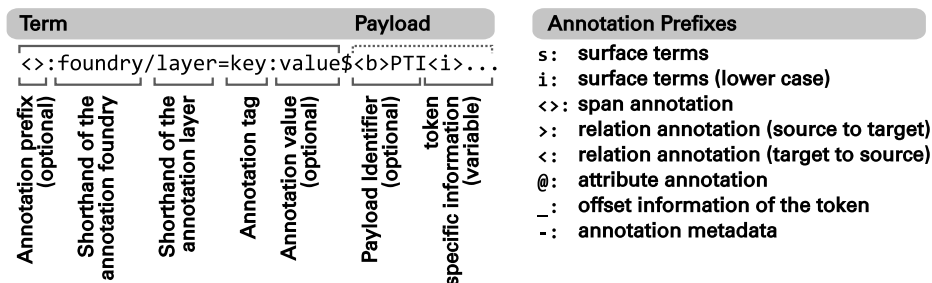 Term Payload
<>:foundry/layer=key:value$<b>PTI<i>...
Annotation prefix
(optional)
Shorthand of the
annotation foundry
Shorthand of the
annotation layer
Annotation tag
Annotation value
(optional)
Payload Identifier
(optional)
token
specific information
(variable)
Annotation Prefixes
s: surface terms
i: surface terms (lower case)
<>: span annotation
>: relation annotation (source to target)
<: relation annotation (target to source)
@: attribute annotation
_: offset information of the token
-: annotation metadata